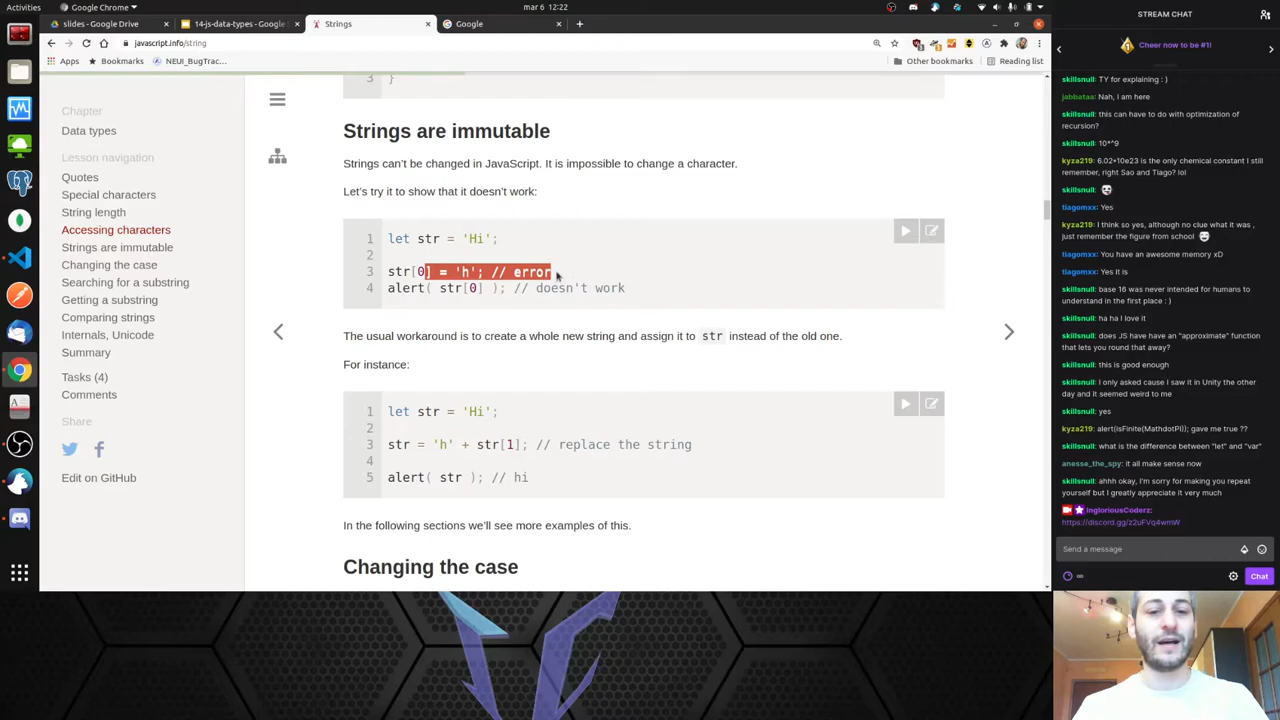 Activities
Google Chrome
mar 6 12:22
slides – Google Drive
14-js-data-types - Google S
Strings
Google
javascript.info/string
Apps
Bookmarks
NEUI_BugTrac...
Other bookmarks
Reading list
Chapter
Data types
Lesson navigation
Quotes
Special characters
String length
Accessing characters
Strings are immutable
Changing the case
Searching for a substring
Getting a substring
Comparing strings
Internals, Unicode
Summary
Tasks (4)
Comments
Share
Edit on GitHub
3 }
Strings are immutable
Strings can't be changed in JavaScript. It is impossible to change a character.
Let's try it to show that it doesn't work:
1 let str = 'Hi';
2
3 str[0] = 'h'; // error
4 alert( str[0] ); // doesn't work
The usual workaround is to create a whole new string and assign it to str instead of the old one.
For instance:
1 let str = 'Hi';
2
3 str = 'h' + str[1]; // replace the string
4
5 alert( str ); // hi
In the following sections we'll see more examples of this.
Changing the case
STREAM CHAT
Cheer now to be #1!
skillsnull: TY for explaining : )
jabbataa: Nah, I am here
skillsnull: this can have to do with optimization of
recursion?
skillsnull: 10*^9
kyza219: 6.02*10e23 is the only chemical constant I still
remember, right Sao and Tiago? lol
skillsnull:
tiagomxx: Yes
kyza219: I think so yes, although no clue what it was ,
just remember the figure from school
tiagomxx: You have an awesome memory xD
tiagomxx: Yes it is
skillsnull: base 16 was never intended for humans to
understand in the first place : )
skillsnull: ha ha I love it
skillsnull: does JS have have an "approximate" function
that lets you round that away?
skillsnull: this is good enough
skillsnull: I only asked cause I saw it in Unity the other
day and it seemed weird to me
skillsnull: yes
kyza219: alert(isFinite(MathdotPI)); gave me true ??
skillsnull: what is the difference between "let" and "var"
anesse_the_spy: it all make sense now
skillsnull: ahhh okay, I'm sorry for making you repeat
yourself but I greatly appreciate it very much
IngloriousCoderz:
https://discord.gg/z2uFVq4wmW
Send a message
Chat